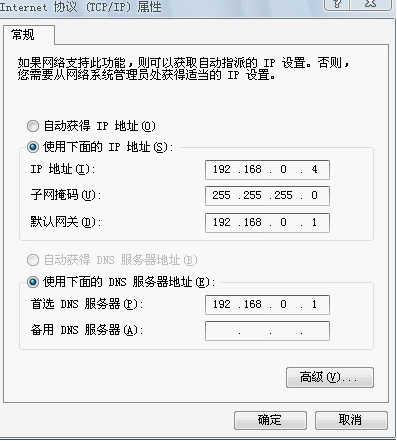 Internet 协议 (TCP/IP) 属性
常规
如果网络支持此功能,则可以获取自动指派的 IP 设置。否则,
您需要从网络系统管理员处获得适当的 IP 设置。
自动获得 IP 地址(O)
使用下面的 IP 地址(S):
IP 地址(I): 192 .168 . 0 . 4
子网掩码(U): 255 .255 .255 . 0
默认网关(D): 192 .168 . 0 . 1
自动获得 DNS 服务器地址(B)
使用下面的 DNS 服务器地址(E):
首选 DNS 服务器(P): 192 .168 . 0 . 1
备用 DNS 服务器(A): . . .
高级(V)...
确定 取消